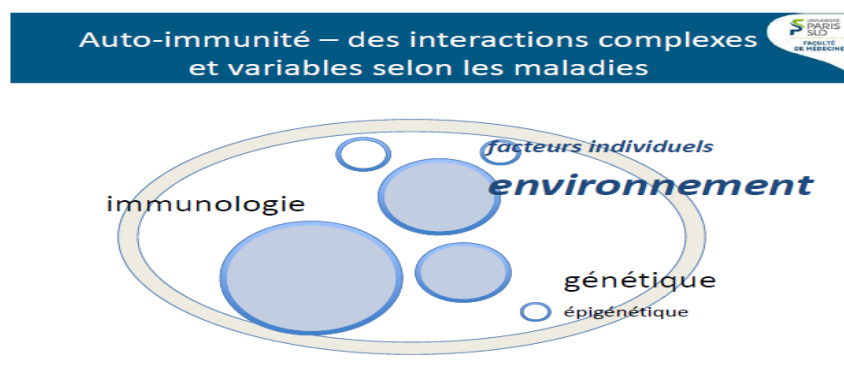 Auto-immunité – des interactions complexes
et variables selon les maladies
UNIVERSITÉ
PARIS
SUD
FACULTÉ
DE MÉDECINE
facteurs individuels
environnement
immunologie
génétique
épigénétique